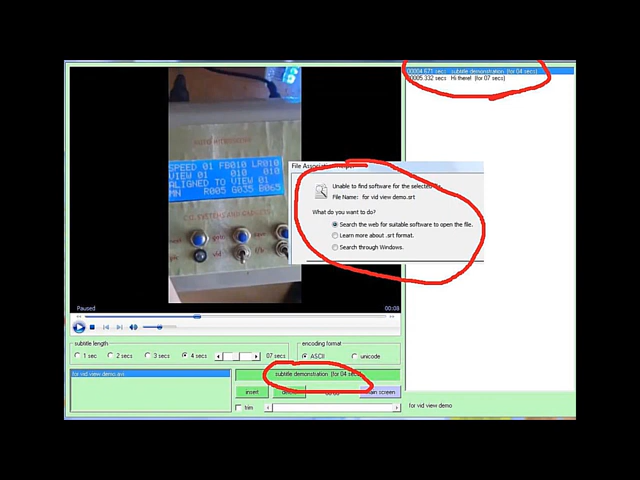 00004 671 secs subtitle demonstration (for 04 secs)
00005 332 secs Hi there! (for 07 secs)
SPEED 01 FB010 LR010
VIEW 01 010 010
ALIGNED TO VIEW 01
MN R005 G035 B065
File Association
Unable to find software for the selected
File Name: for vid view demo.srt
What do you want to do?
Search the web for suitable software to open the file.
Learn more about .srt format.
Search through Windows.
Paused 00:08
subtitle length
1 sec 2 secs 3 secs 4 secs 07 secs
encoding format
ASCII unicode
for vid view demo.avi
subtitle demonstration (for 04 secs)
insert
main screen
trim
for vid view demo